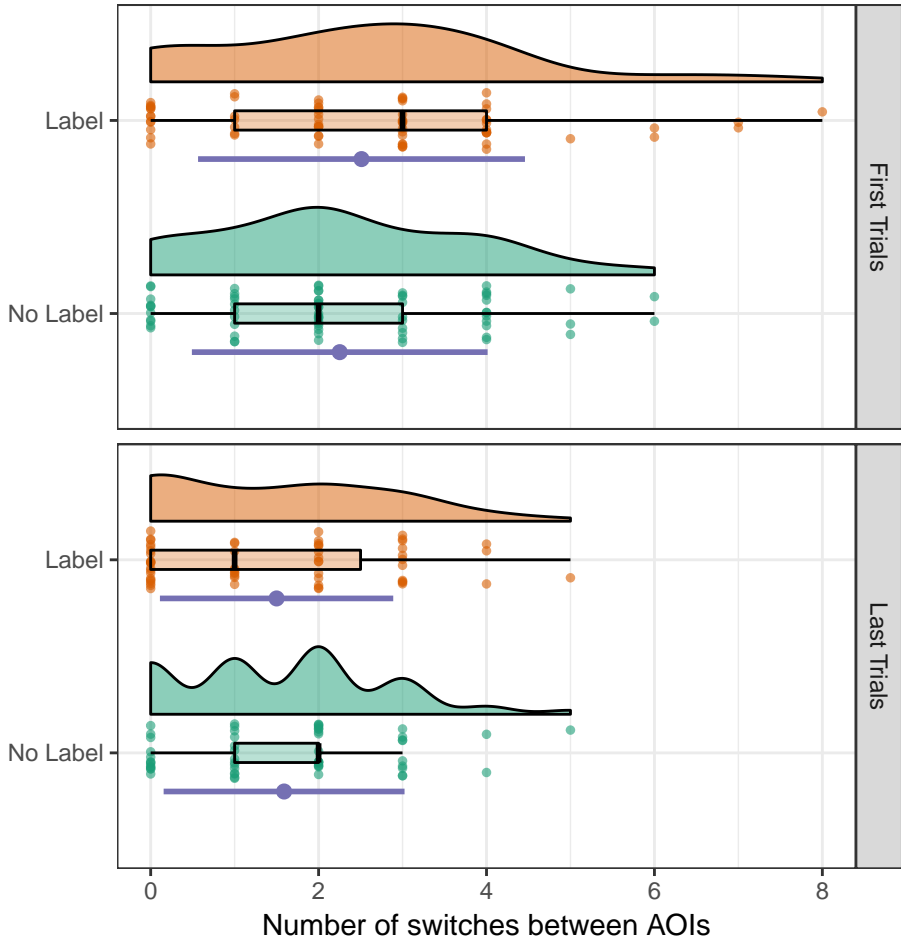 Label
No Label
First Trials
Label
No Label
Last Trials
0 2 4 6 8
Number of switches between AOIs